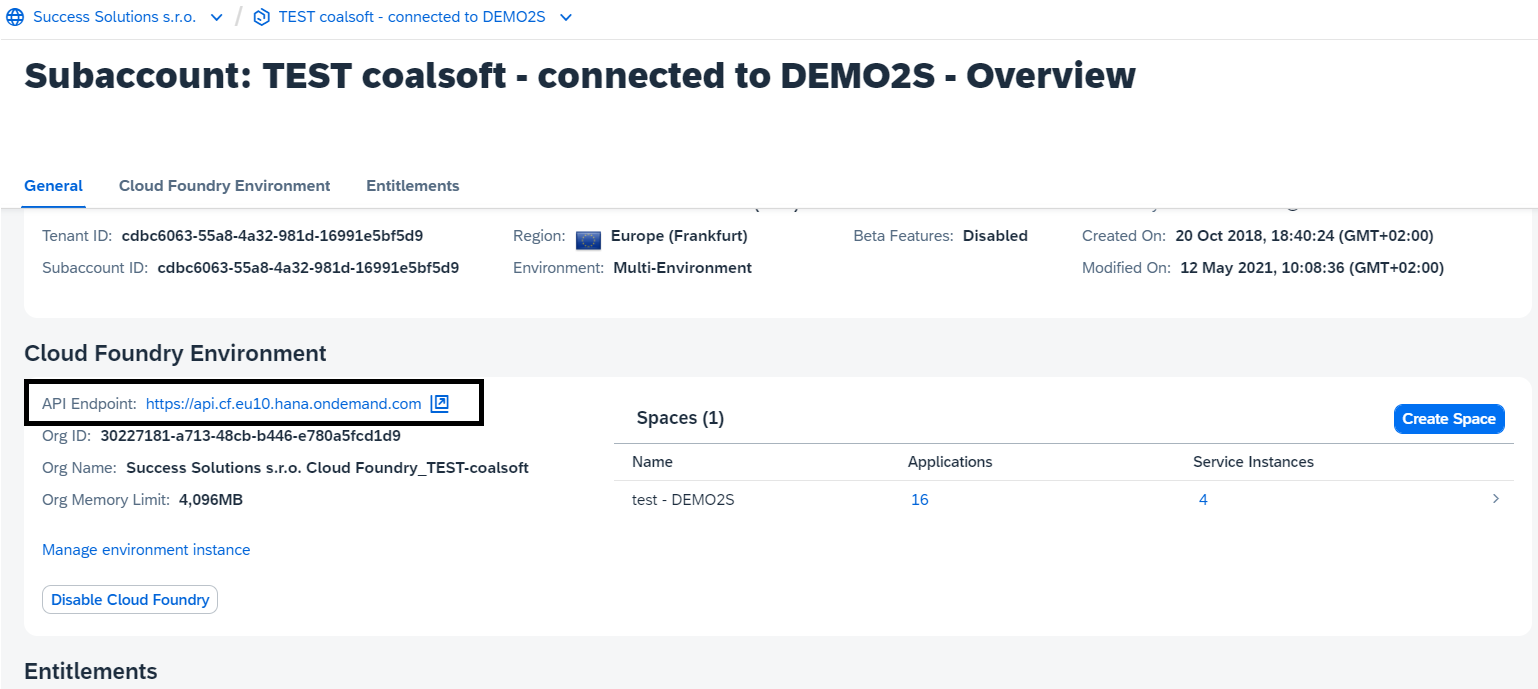 Success Solutions s.r.o. / TEST coalsoft - connected to DEMO2S
Subaccount: TEST coalsoft - connected to DEMO2S - Overview
General Cloud Foundry Environment Entitlements
Tenant ID: cdbc6063-55a8-4a32-981d-16991e5bf5d9 Region: Europe (Frankfurt) Beta Features: Disabled Created On: 20 Oct 2018, 18:40:24 (GMT+02:00)
Subaccount ID: cdbc6063-55a8-4a32-981d-16991e5bf5d9 Environment: Multi-Environment Modified On: 12 May 2021, 10:08:36 (GMT+02:00)
Cloud Foundry Environment
API Endpoint: https://api.cf.eu10.hana.ondemand.com
Org ID: 30227181-a713-48cb-b446-e780a5fcd1d9
Org Name: Success Solutions s.r.o. Cloud Foundry_TEST-coalsoft
Org Memory Limit: 4,096MB
Manage environment instance
Disable Cloud Foundry
Spaces (1) Create Space
Name Applications Service Instances
test - DEMO2S 16 4
Entitlements